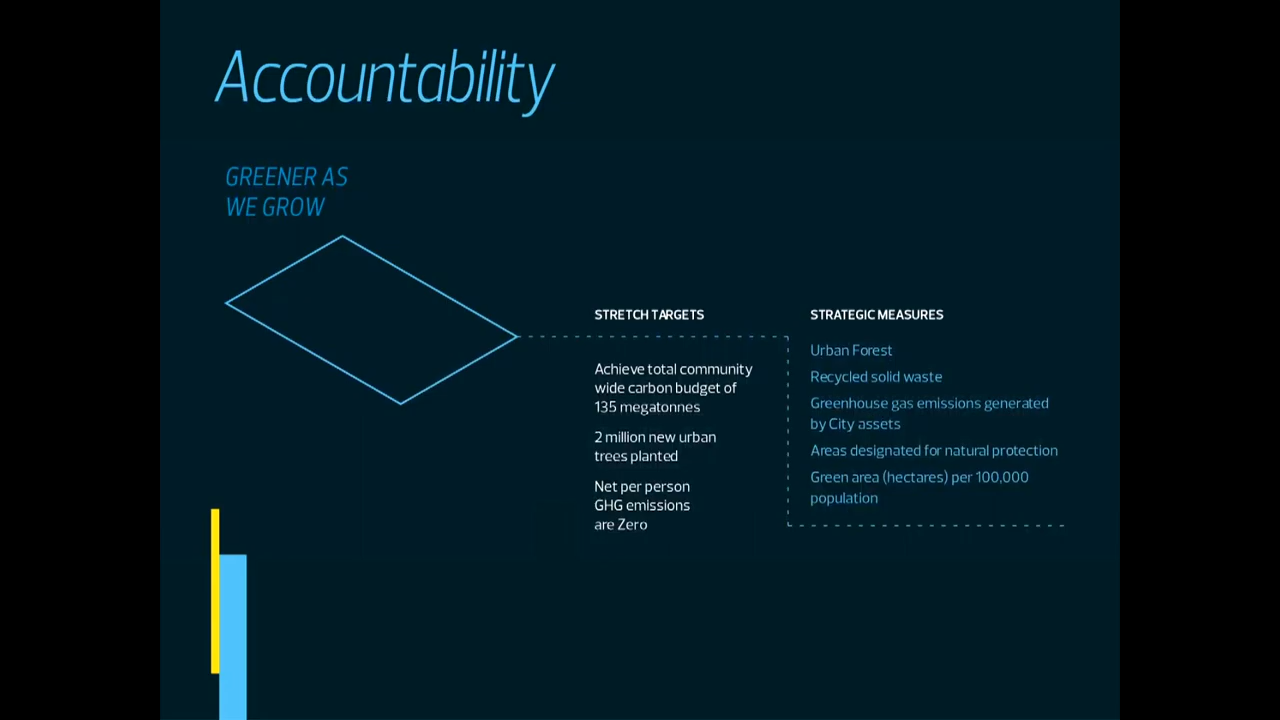 Accountability
GREENER AS
WE GROW
STRETCH TARGETS
Achieve total community
wide carbon budget of
135 megatonnes
2 million new urban
trees planted
Net per person
GHG emissions
are Zero
STRATEGIC MEASURES
Urban Forest
Recycled solid waste
Greenhouse gas emissions generated
by City assets
Areas designated for natural protection
Green area (hectares) per 100,000
population